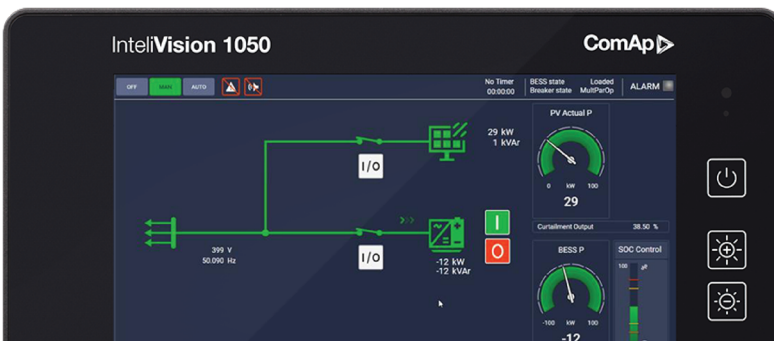 InteliVision 1050
ComAp
OFF MAN AUTO
No Timer
00:00:00
BESS state Loaded
Breaker state MultParOp
ALARM
PV Actual P
29 kW
1 kVAr
I/O
0 kW 100
29
Curtailment Output 38.50 %
399 V
50.090 Hz
I/O
-12 kW
-12 kVAr
I
O
BESS P
-100 kW 100
-12
SOC Control
100